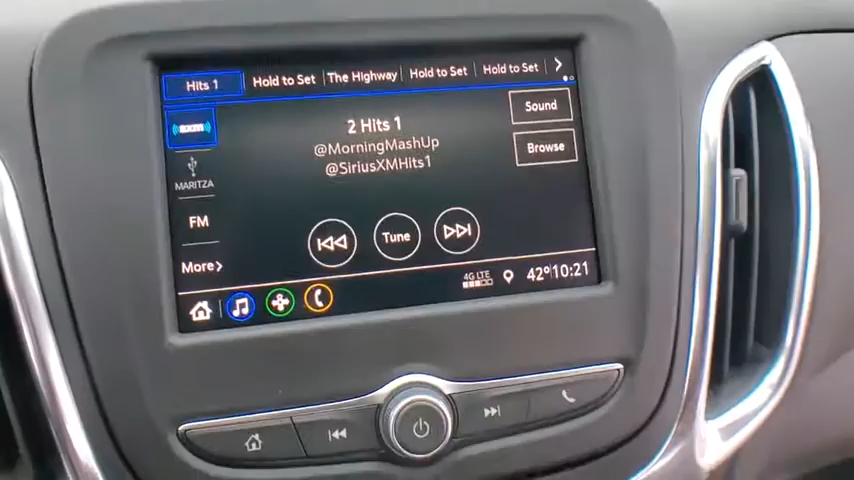 Hits 1 Hold to Set The Highway Hold to Set Hold to Set
2 Hits 1
@MorningMashUp
@SiriusXMHits1
Sound
Browse
((SXM))
MARITZA
FM
More
Tune
4G LTE 42° 10:21